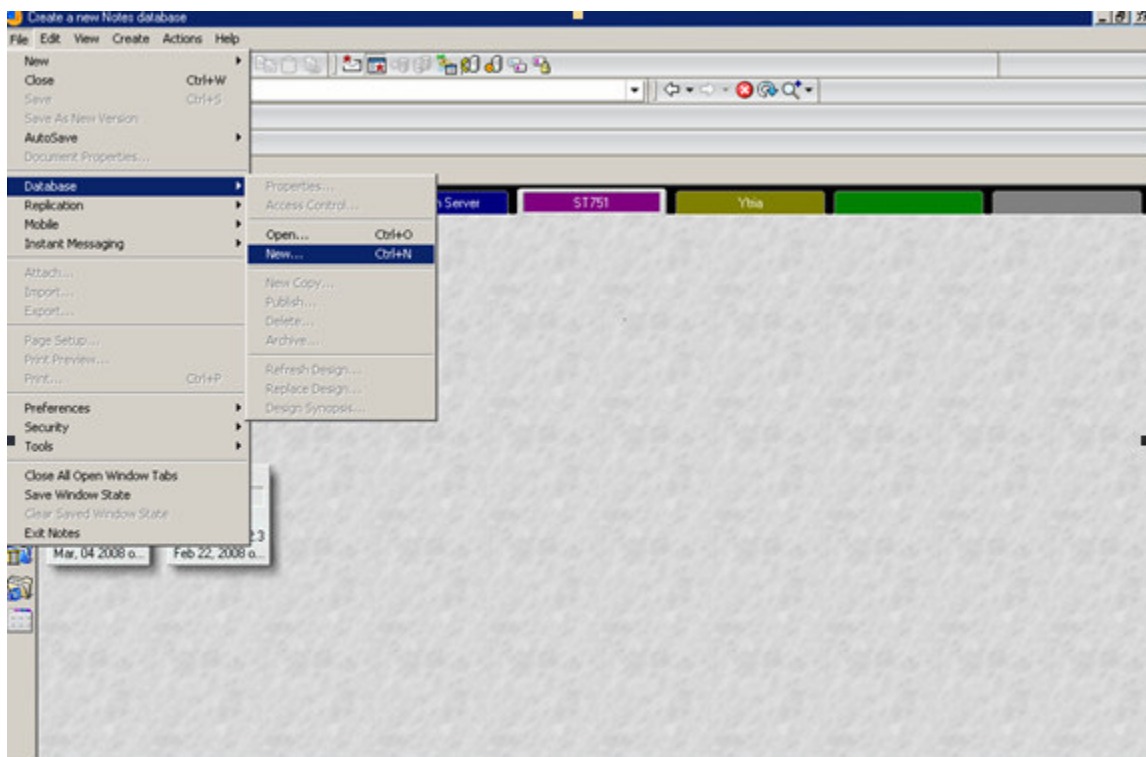 Create a new Notes database
File Edit View Create Actions Help
New
Close Ctrl+W
Save Ctrl+S
Save As New Version
AutoSave
Document Properties...
Database
Replication
Mobile
Instant Messaging
Attach...
Import...
Export...
Page Setup...
Print Preview...
Print... Ctrl+P
Preferences
Security
Tools
Close All Open Window Tabs
Save Window State
Clear Saved Window State
Exit Notes
Properties...
Access Control...
Open... Ctrl+O
New... Ctrl+N
New Copy...
Publish...
Delete...
Archive...
Refresh Design...
Replace Design...
Design Synopsis...
Server ST751 Ytria
Mar, 04 2008 o... Feb 22, 2008 o...